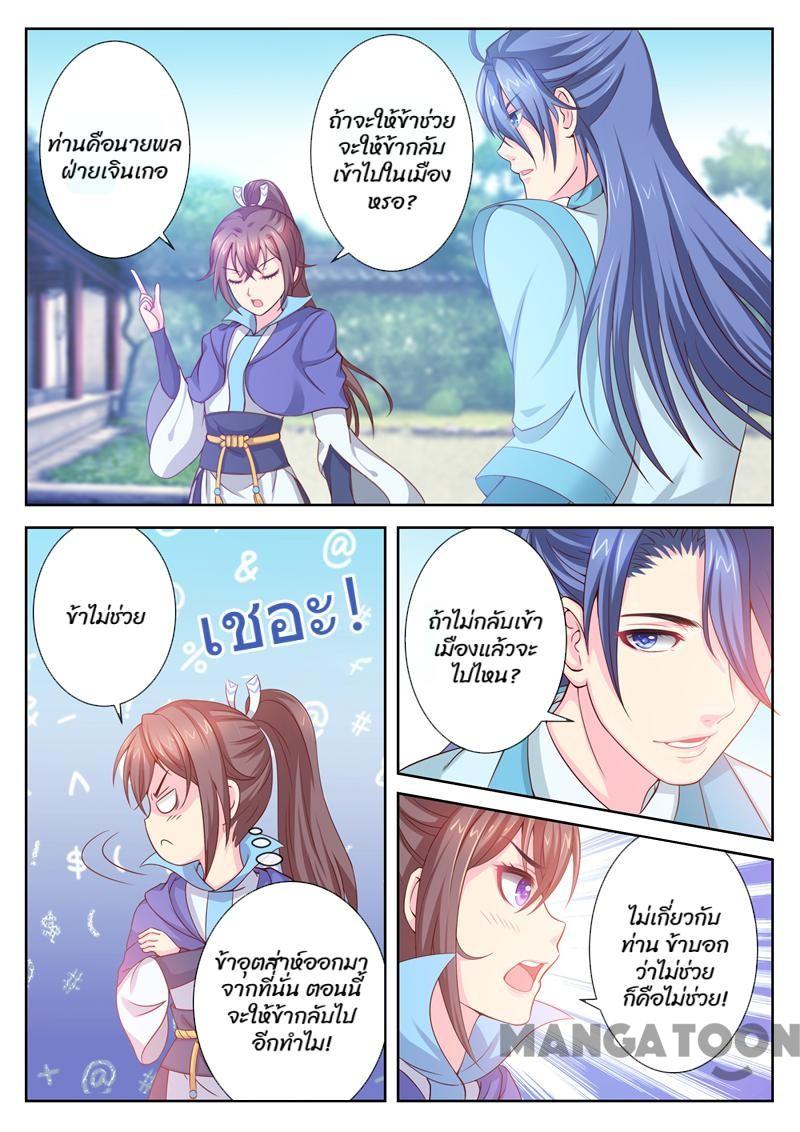 ท่านคือนายพล
ฝ่ายเจินเกอ
ถ้าจะให้ข้าช่วย
จะให้ข้ากลับ
เข้าไปในเมือง
หรอ?
ข้าไม่ช่วย
เชอะ!
ข้าอุตส่าห์ออกมา
จากที่นั่น ตอนนี้
จะให้ข้ากลับไป
อีกทำไม!
ถ้าไม่กลับเข้า
เมืองแล้วจะ
ไปไหน?
ไม่เกี่ยวกับ
ท่าน ข้าบอก
ว่าไม่ช่วย
ก็คือไม่ช่วย!
MANGATOON